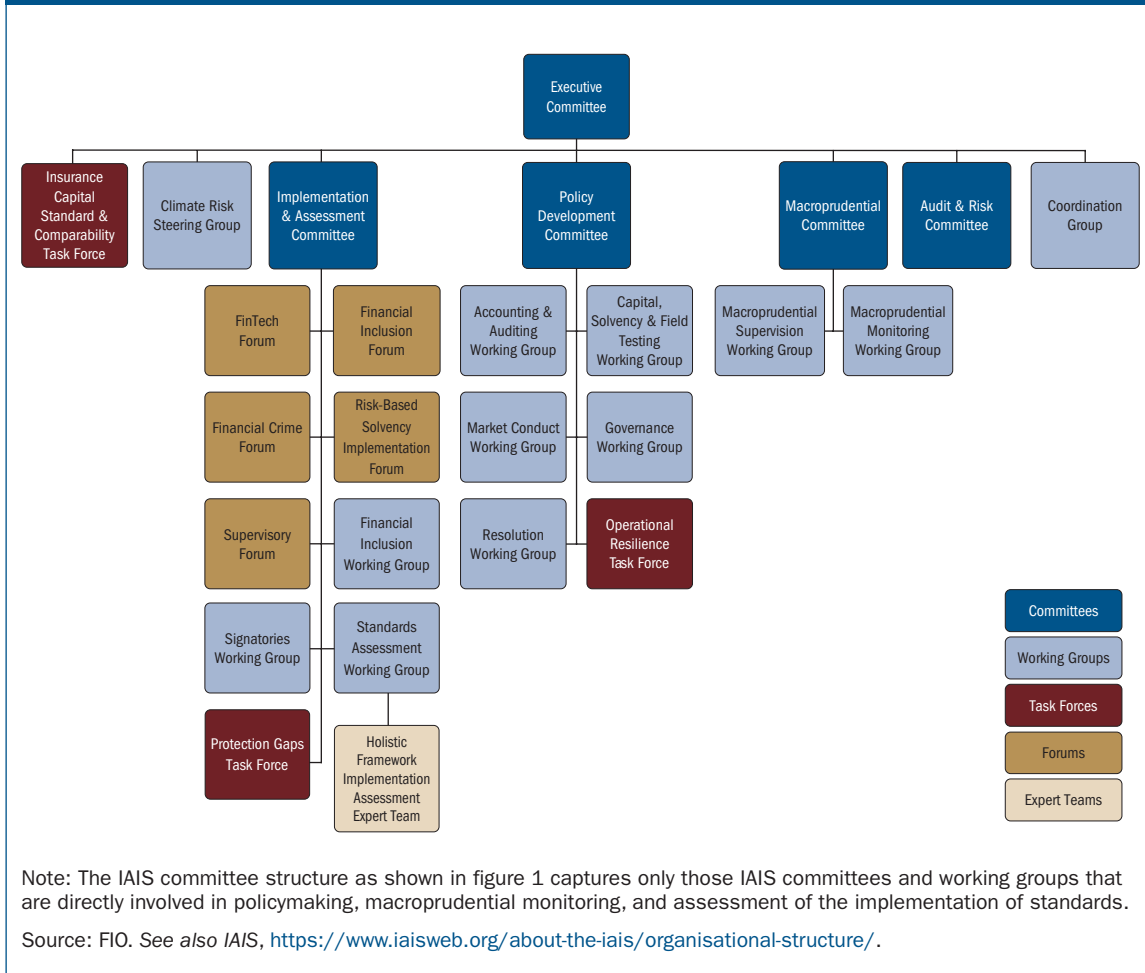 Executive
Committee
Insurance
Capital
Standard &
Comparability
Task Force
Climate Risk
Steering Group
Implementation
& Assessment
Committee
Policy
Development
Committee
Macroprudential
Committee
Audit & Risk
Committee
Coordination
Group
FinTech
Forum
Financial
Inclusion
Forum
Accounting &
Auditing
Working Group
Capital,
Solvency & Field
Testing
Working Group
Macroprudential
Supervision
Working Group
Macroprudential
Monitoring
Working Group
Financial Crime
Forum
Risk-Based
Solvency
Implementation
Forum
Market Conduct
Working Group
Governance
Working Group
Supervisory
Forum
Financial
Inclusion
Working Group
Resolution
Working Group
Operational
Resilience
Task Force
Signatories
Working Group
Standards
Assessment
Working Group
Protection Gaps
Task Force
Holistic
Framework
Implementation
Assessment
Expert Team
Committees
Working Groups
Task Forces
Forums
Expert Teams
Note: The IAIS committee structure as shown in figure 1 captures only those IAIS committees and working groups that
are directly involved in policymaking, macroprudential monitoring, and assessment of the implementation of standards.
Source: FIO. See also IAIS, https://www.iaisweb.org/about-the-iais/organisational-structure/.